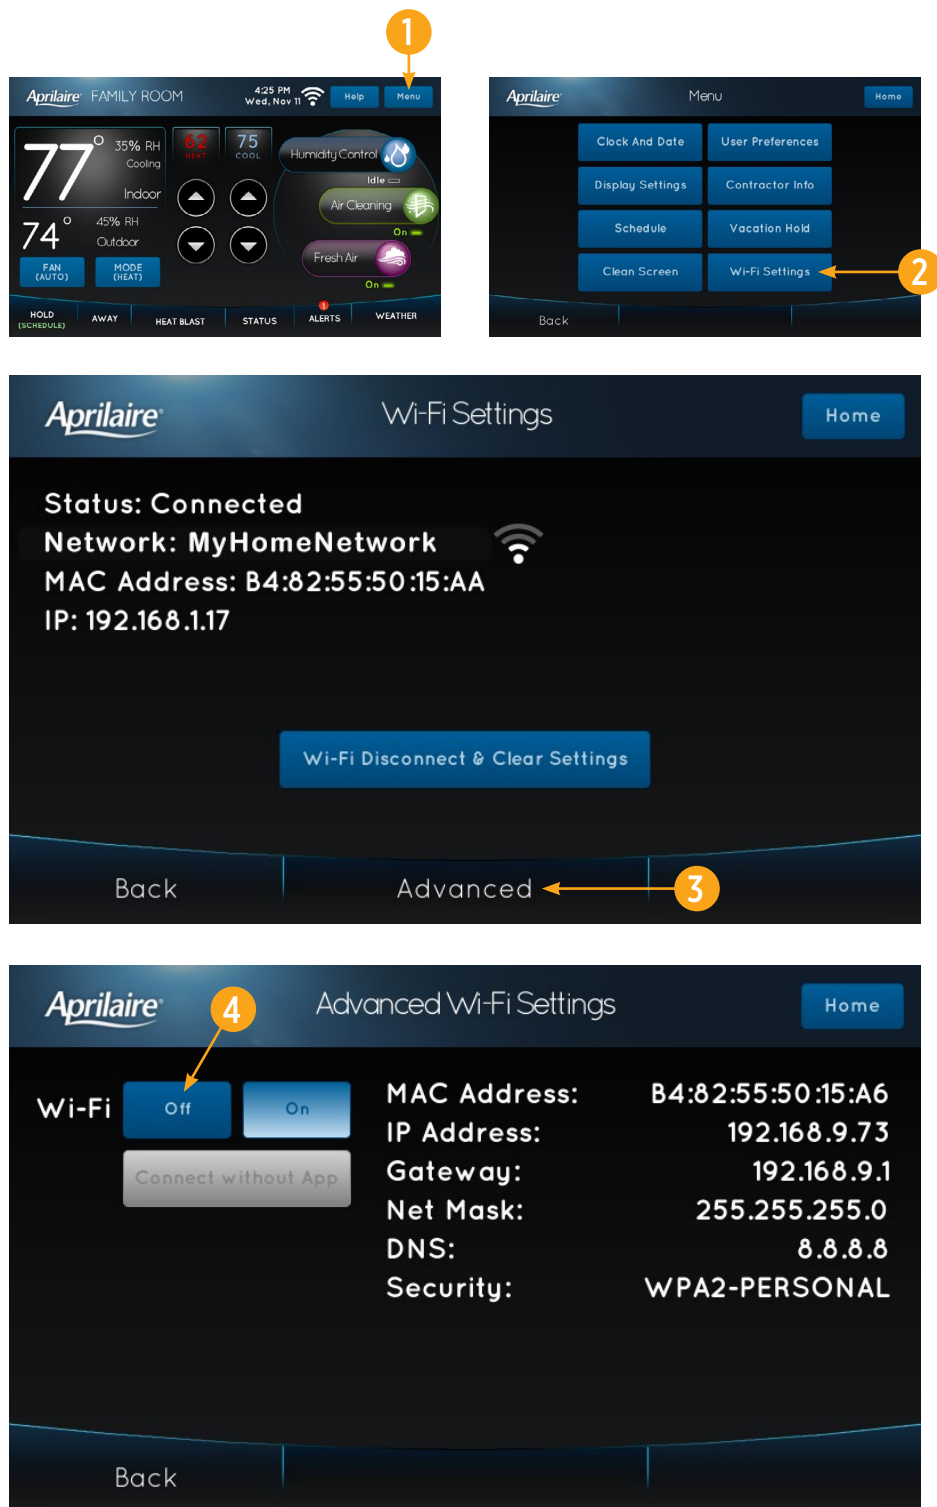 1
Aprilaire FAMILY ROOM
4:25 PM
Wed, Nov 11
Help
Menu
77° 35% RH
Cooling
Indoor
74° 45% RH
Outdoor
62
HEAT
75
COOL
Humidity Control
Idle
Air Cleaning
On
Fresh Air
On
FAN
(AUTO)
MODE
(HEAT)
HOLD
(SCHEDULE)
AWAY
HEAT BLAST
STATUS
1
ALERTS
WEATHER
Aprilaire
Menu
Home
Clock And Date
User Preferences
Display Settings
Contractor Info
Schedule
Vacation Hold
Clean Screen
Wi-Fi Settings
2
Back
Aprilaire
Wi-Fi Settings
Home
Status: Connected
Network: MyHomeNetwork
MAC Address: B4:82:55:50:15:AA
IP: 192.168.1.17
Wi-Fi Disconnect & Clear Settings
Back
Advanced
3
Aprilaire
4
Advanced Wi-Fi Settings
Home
Wi-Fi
Off
On
Connect without App
MAC Address: B4:82:55:50:15:A6
IP Address: 192.168.9.73
Gateway: 192.168.9.1
Net Mask: 255.255.255.0
DNS: 8.8.8.8
Security: WPA2-PERSONAL
Back